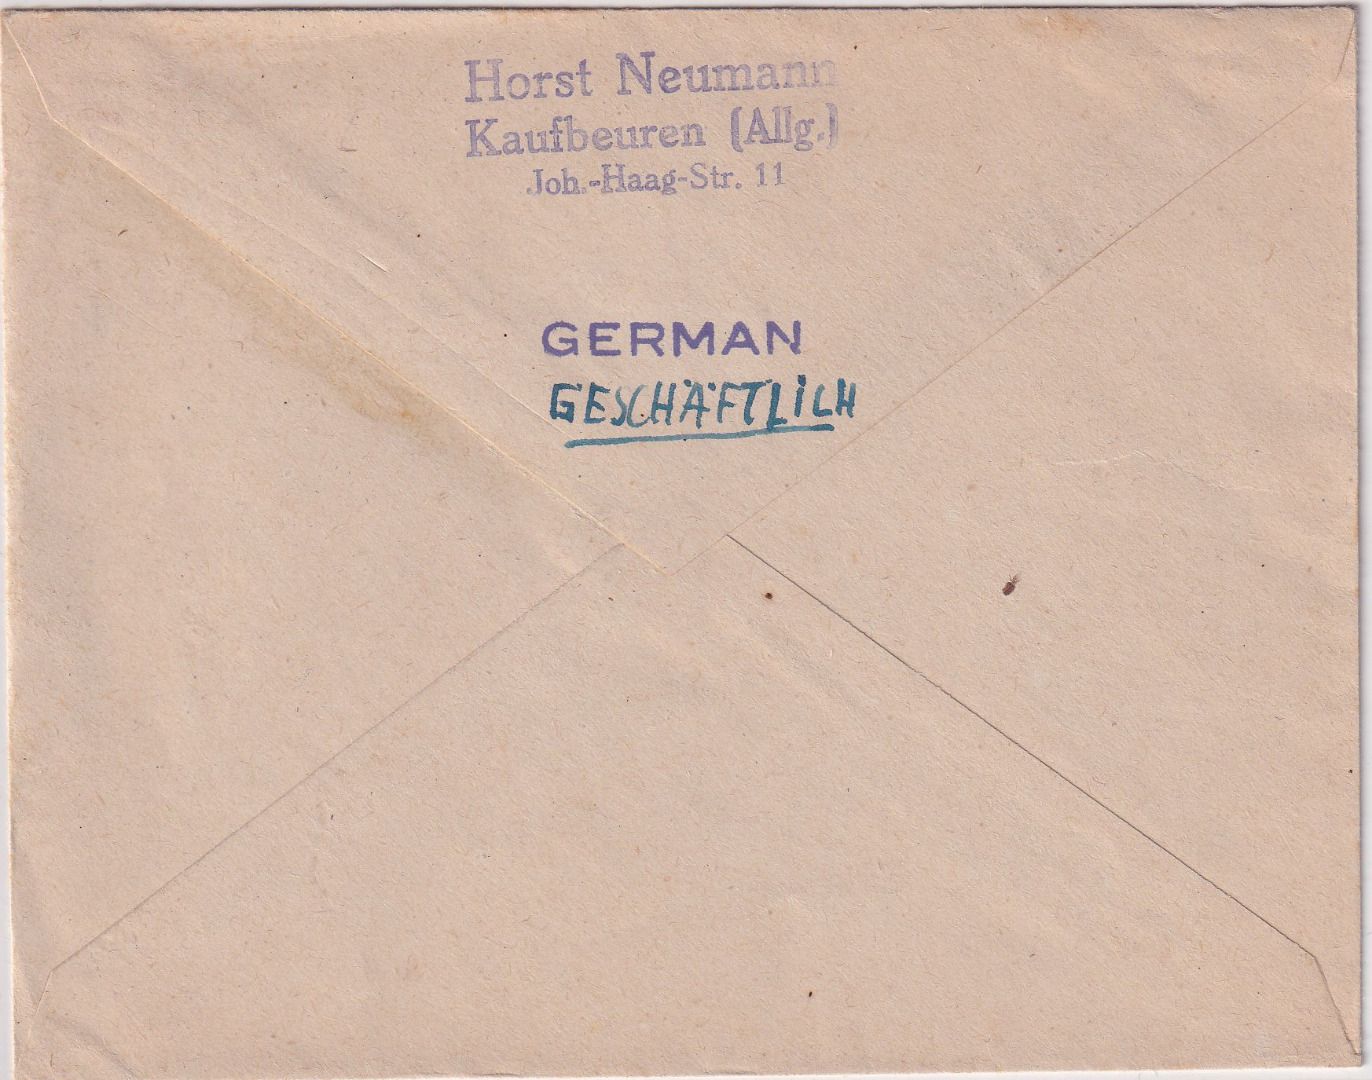 Horst Neumann
Kaufbeuren (Allg.)
Joh.-Haag-Str. 11
GERMAN
GESCHÄFTLICH